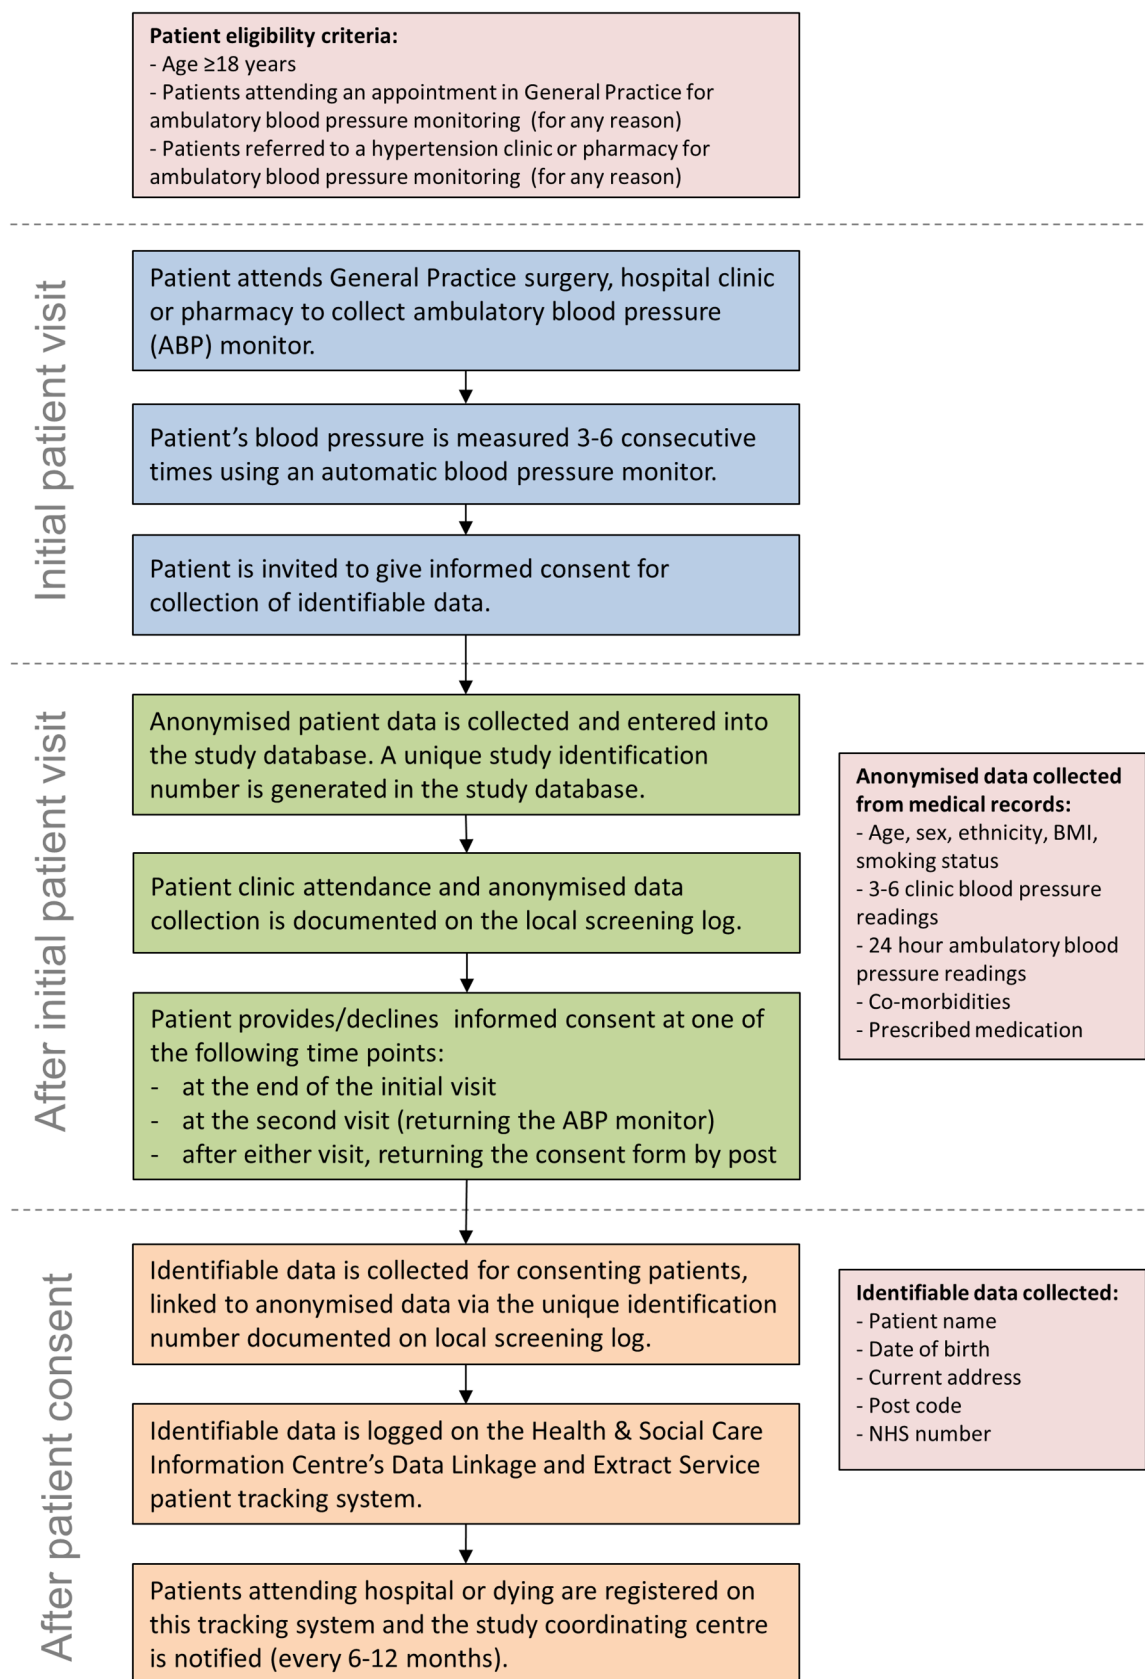 Patient eligibility criteria:
- Age ≥18 years
- Patients attending an appointment in General Practice for
ambulatory blood pressure monitoring (for any reason)
- Patients referred to a hypertension clinic or pharmacy for
ambulatory blood pressure monitoring (for any reason)
Initial patient visit
Patient attends General Practice surgery, hospital clinic
or pharmacy to collect ambulatory blood pressure
(ABP) monitor.
Patient’s blood pressure is measured 3-6 consecutive
times using an automatic blood pressure monitor.
Patient is invited to give informed consent for
collection of identifiable data.
After initial patient visit
Anonymised patient data is collected and entered into
the study database. A unique study identification
number is generated in the study database.
Patient clinic attendance and anonymised data
collection is documented on the local screening log.
Patient provides/declines informed consent at one of
the following time points:
- at the end of the initial visit
- at the second visit (returning the ABP monitor)
- after either visit, returning the consent form by post
Anonymised data collected
from medical records:
- Age, sex, ethnicity, BMI,
smoking status
- 3-6 clinic blood pressure
readings
- 24 hour ambulatory blood
pressure readings
- Co-morbidities
- Prescribed medication
After patient consent
Identifiable data is collected for consenting patients,
linked to anonymised data via the unique identification
number documented on local screening log.
Identifiable data is logged on the Health & Social Care
Information Centre’s Data Linkage and Extract Service
patient tracking system.
Patients attending hospital or dying are registered on
this tracking system and the study coordinating centre
is notified (every 6-12 months).
Identifiable data collected:
- Patient name
- Date of birth
- Current address
- Post code
- NHS number